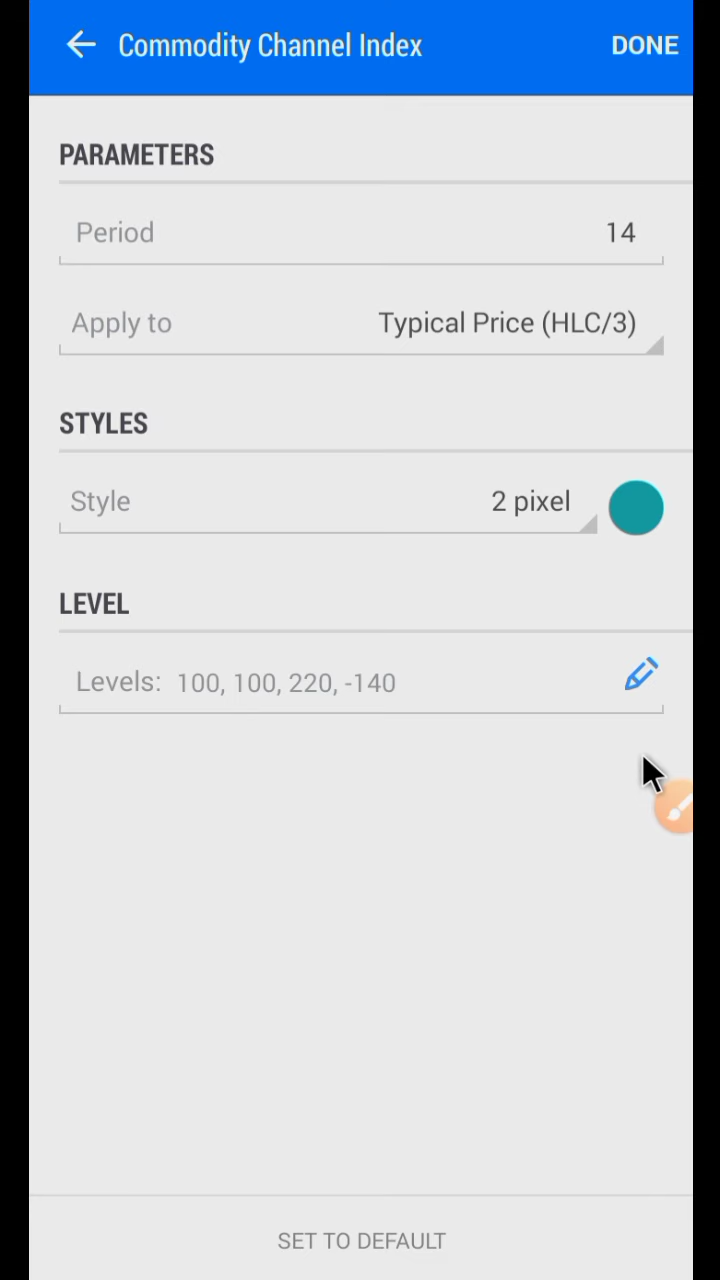 Commodity Channel Index DONE
PARAMETERS
Period 14
Apply to Typical Price (HLC/3)
STYLES
Style 2 pixel
LEVEL
Levels: 100, 100, 220, -140
SET TO DEFAULT